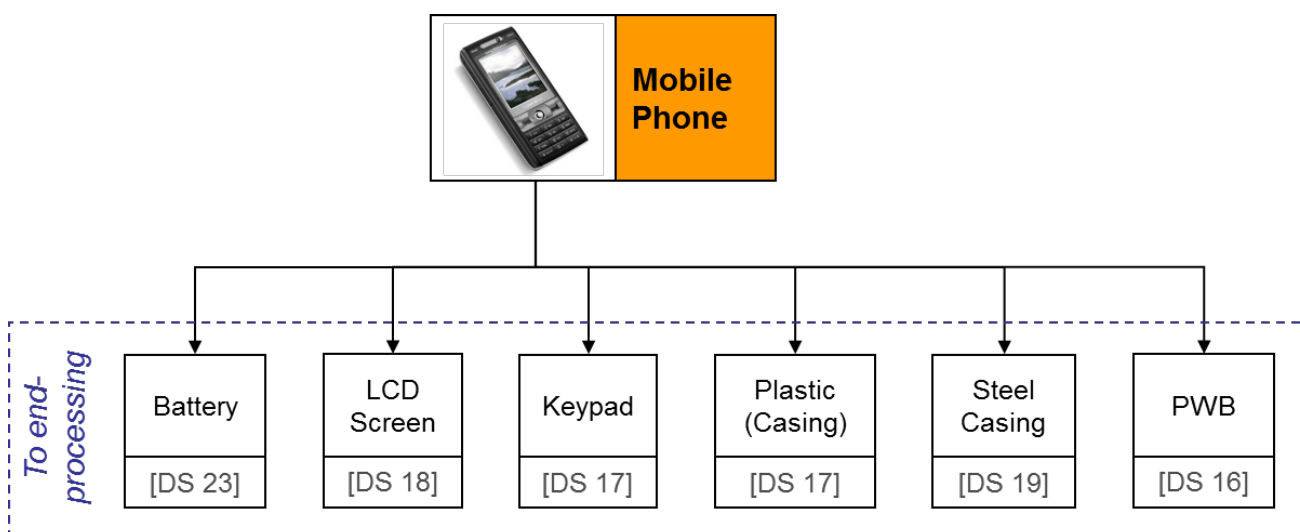 Mobile
Phone
To end-
processing
Battery
[DS 23]
LCD
Screen
[DS 18]
Keypad
[DS 17]
Plastic
(Casing)
[DS 17]
Steel
Casing
[DS 19]
PWB
[DS 16]